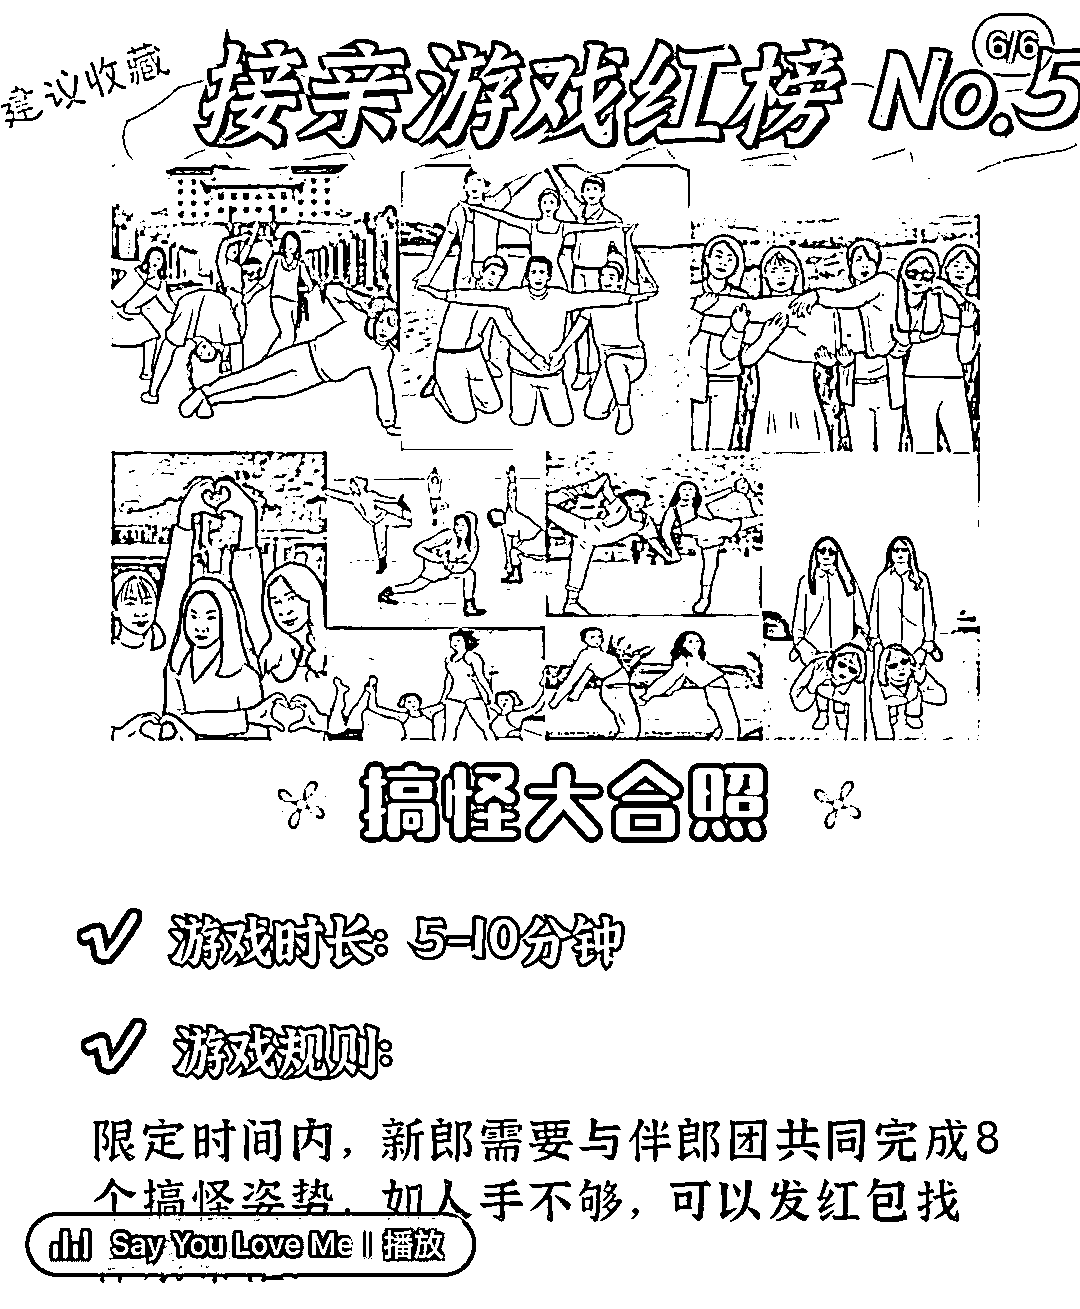 6/6
建议收藏
接亲游戏红榜 No.5
搞怪大合照
游戏时长: 5-10分钟
游戏规则:
限定时间内，新郎需要与伴郎团共同完成8
个搞怪姿势，如人手不够，可以发红包找
Say You Love Me | 播放